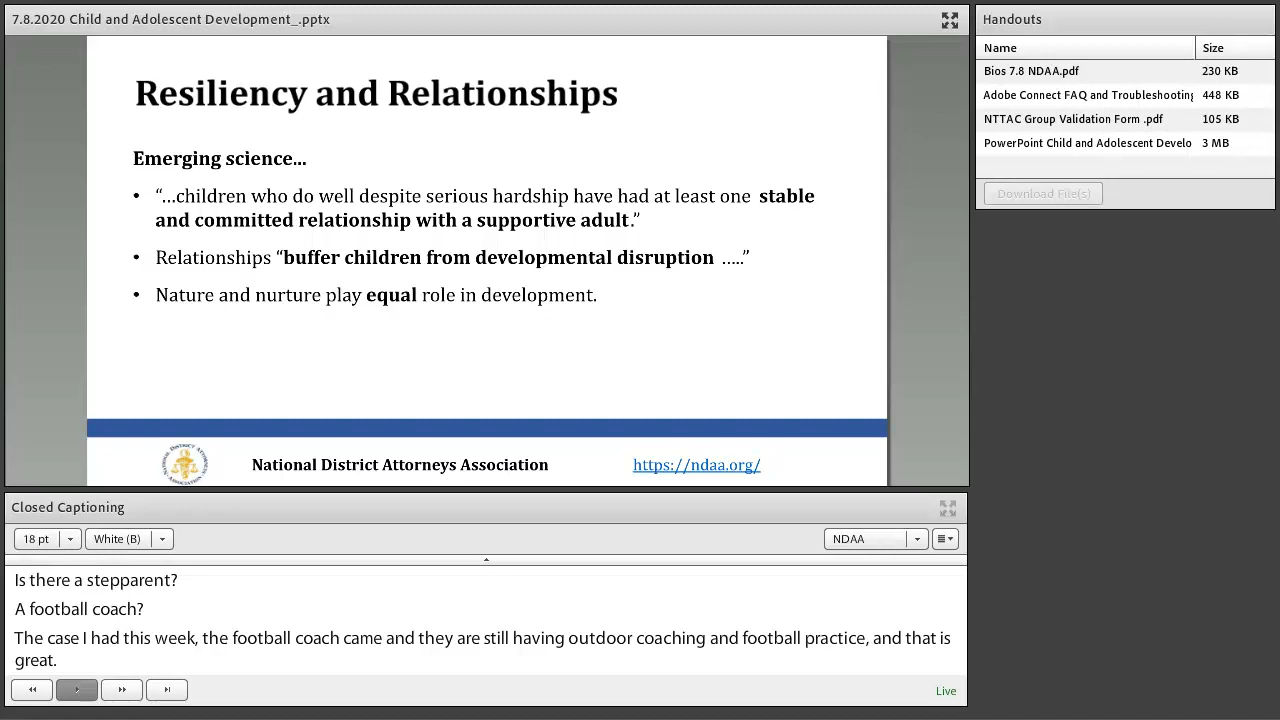 7.8.2020 Child and Adolescent Development_.pptx
Resiliency and Relationships
Emerging science...
• “...children who do well despite serious hardship have had at least one stable
and committed relationship with a supportive adult.”
• Relationships “buffer children from developmental disruption .....”
• Nature and nurture play equal role in development.
National District Attorneys Association
https://ndaa.org/
Handouts
Name Size
Bios 7.8 NDAA.pdf 230 KB
Adobe Connect FAQ and Troubleshooting 448 KB
NTTAC Group Validation Form .pdf 105 KB
PowerPoint Child and Adolescent Develo 3 MB
Download File(s)
Closed Captioning
18 pt White (B) NDAA
Is there a stepparent?
A football coach?
The case I had this week, the football coach came and they are still having outdoor coaching and football practice, and that is
great.
Live